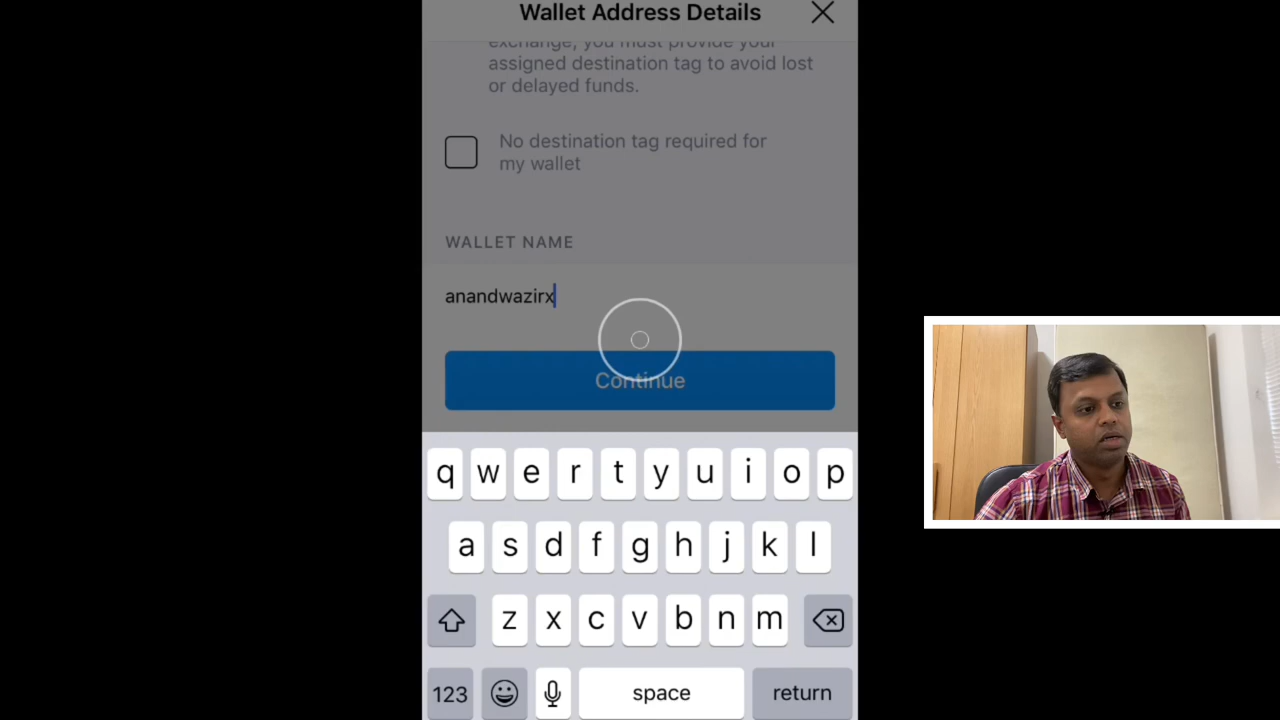 Wallet Address Details
exchange, you must provide your
assigned destination tag to avoid lost
or delayed funds.
No destination tag required for
my wallet
WALLET NAME
anandwazirx
Continue
q w e r t y u i o p
a s d f g h j k l
z x c v b n m
123 space return